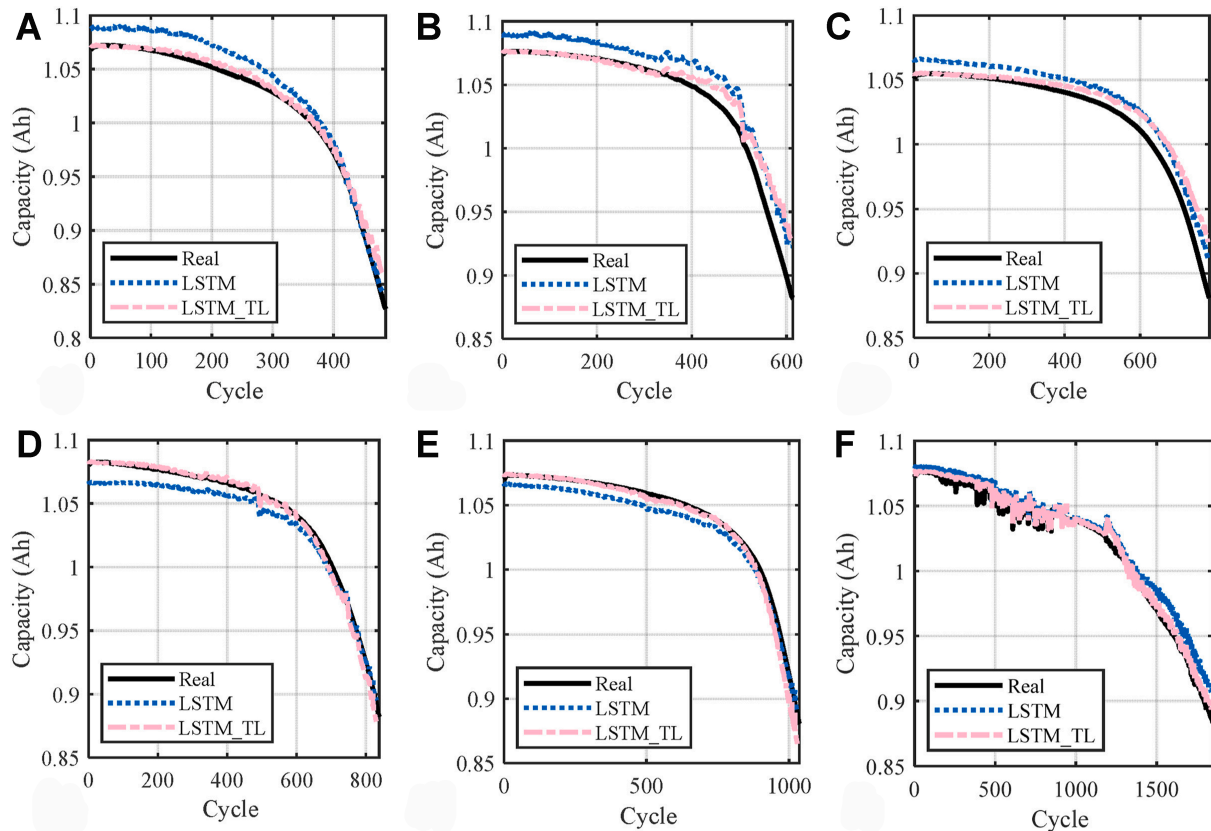 A
Capacity (Ah)
1.1
1.05
1
0.95
0.9
0.85
0.8
Real
LSTM
LSTM_TL
0 100 200 300 400
Cycle
B
Capacity (Ah)
1.1
1.05
1
0.95
0.9
0.85
Real
LSTM
LSTM_TL
0 200 400 600
Cycle
C
Capacity (Ah)
1.1
1.05
1
0.95
0.9
0.85
Real
LSTM
LSTM_TL
0 200 400 600
Cycle
D
Capacity (Ah)
1.1
1.05
1
0.95
0.9
0.85
Real
LSTM
LSTM_TL
0 200 400 600 800
Cycle
E
Capacity (Ah)
1.1
1.05
1
0.95
0.9
0.85
Real
LSTM
LSTM_TL
0 500 1000
Cycle
F
Capacity (Ah)
1.1
1.05
1
0.95
0.9
0.85
Real
LSTM
LSTM_TL
0 500 1000 1500
Cycle